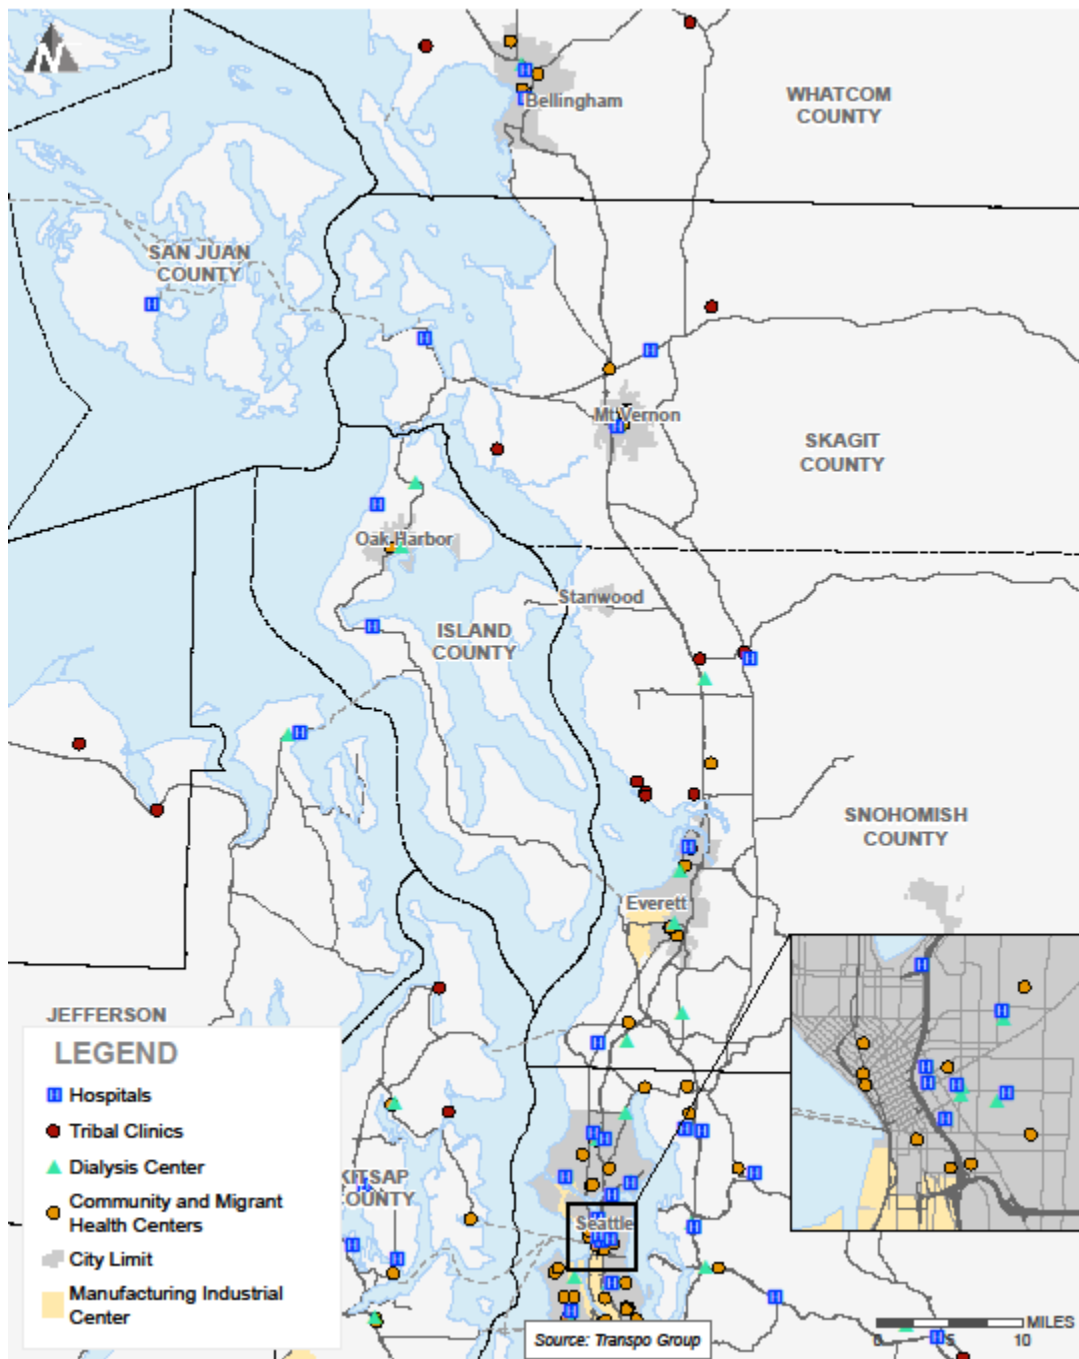 N
Bellingham
WHATCOM
COUNTY
SAN JUAN
COUNTY
Mt Vernon
SKAGIT
COUNTY
Oak Harbor
Stanwood
ISLAND
COUNTY
SNOHOMISH
COUNTY
Everett
JEFFERSON
LEGEND
H Hospitals
Tribal Clinics
Dialysis Center
Community and Migrant
Health Centers
City Limit
Manufacturing Industrial
Center
KITSAP
COUNTY
Seattle
Source: Transpo Group
MILES
0 5 10